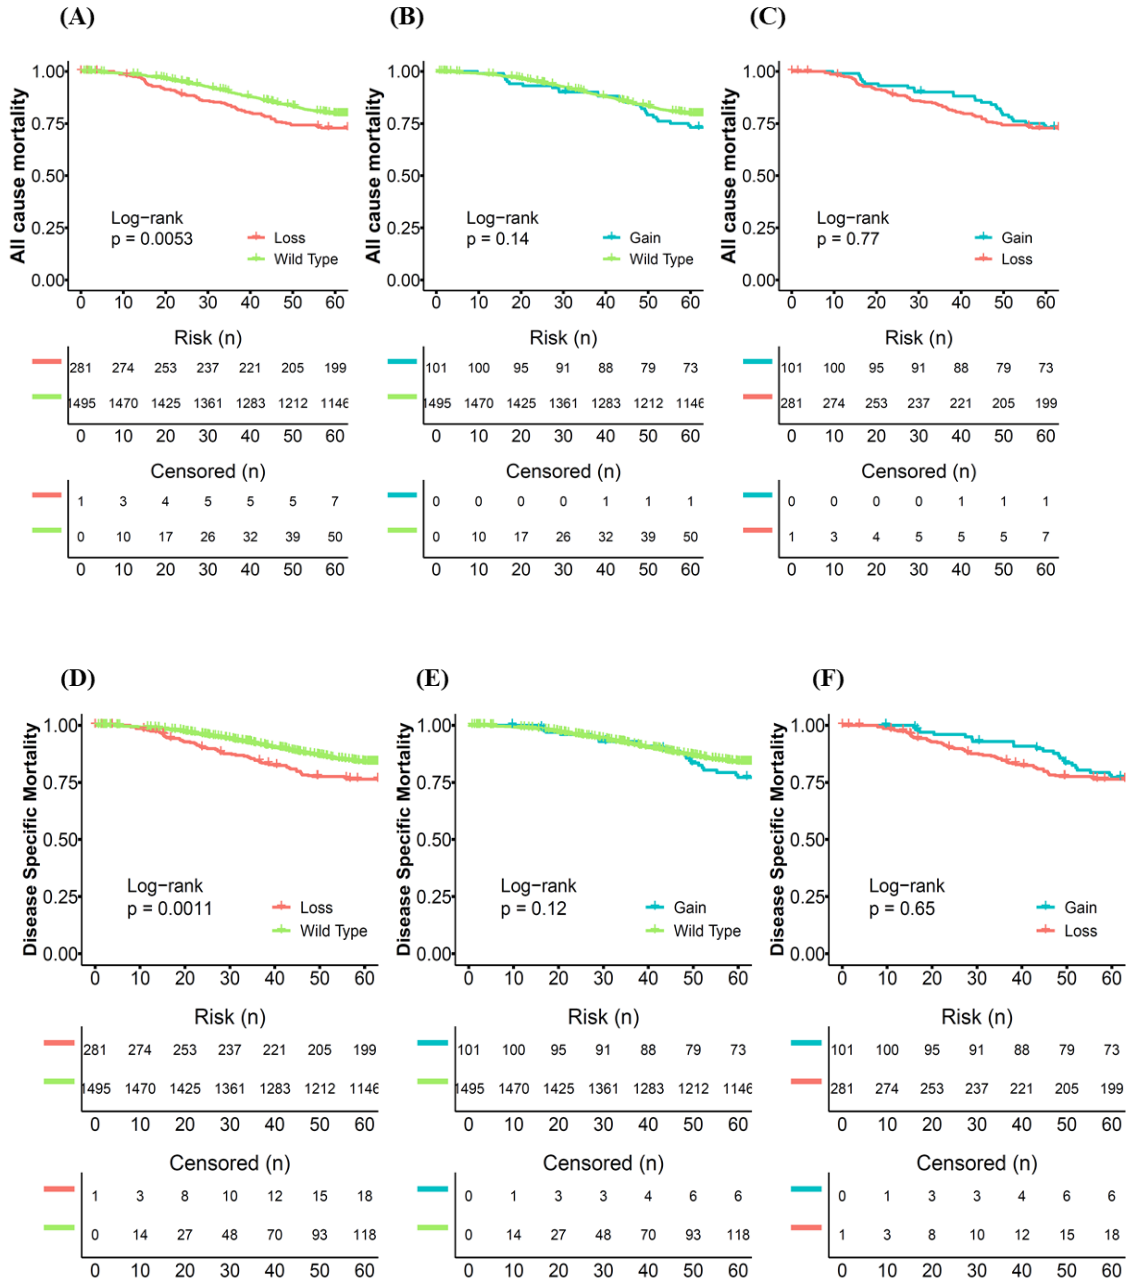 (A) (B) (C)
All cause mortality
1.00
0.75
0.50
0.25
0.00
Log-rank
p = 0.0053
Loss
Wild Type
0 10 20 30 40 50 60
All cause mortality
1.00
0.75
0.50
0.25
0.00
Log-rank
p = 0.14
Gain
Wild Type
0 10 20 30 40 50 60
All cause mortality
1.00
0.75
0.50
0.25
0.00
Log-rank
p = 0.77
Gain
Loss
0 10 20 30 40 50 60
Risk (n)
281 274 253 237 221 205 199
1495 1470 1425 1361 1283 1212 1146
0 10 20 30 40 50 60
Risk (n)
101 100 95 91 88 79 73
1495 1470 1425 1361 1283 1212 1146
0 10 20 30 40 50 60
Risk (n)
101 100 95 91 88 79 73
281 274 253 237 221 205 199
0 10 20 30 40 50 60
Censored (n)
1 3 4 5 5 5 7
0 10 17 26 32 39 50
0 10 20 30 40 50 60
Censored (n)
0 0 0 0 1 1 1
0 10 17 26 32 39 50
0 10 20 30 40 50 60
Censored (n)
0 0 0 0 1 1 1
1 3 4 5 5 5 7
0 10 20 30 40 50 60
(D) (E) (F)
Disease Specific Mortality
1.00
0.75
0.50
0.25
0.00
Log-rank
p = 0.0011
Loss
Wild Type
0 10 20 30 40 50 60
Disease Specific Mortality
1.00
0.75
0.50
0.25
0.00
Log-rank
p = 0.12
Gain
Wild Type
0 10 20 30 40 50 60
Disease Specific Mortality
1.00
0.75
0.50
0.25
0.00
Log-rank
p = 0.65
Gain
Loss
0 10 20 30 40 50 60
Risk (n)
281 274 253 237 221 205 199
1495 1470 1425 1361 1283 1212 1146
0 10 20 30 40 50 60
Risk (n)
101 100 95 91 88 79 73
1495 1470 1425 1361 1283 1212 1146
0 10 20 30 40 50 60
Risk (n)
101 100 95 91 88 79 73
281 274 253 237 221 205 199
0 10 20 30 40 50 60
Censored (n)
1 3 8 10 12 15 18
0 14 27 48 70 93 118
0 10 20 30 40 50 60
Censored (n)
0 1 3 3 4 6 6
0 14 27 48 70 93 118
0 10 20 30 40 50 60
Censored (n)
0 1 3 3 4 6 6
1 3 8 10 12 15 18
0 10 20 30 40 50 60